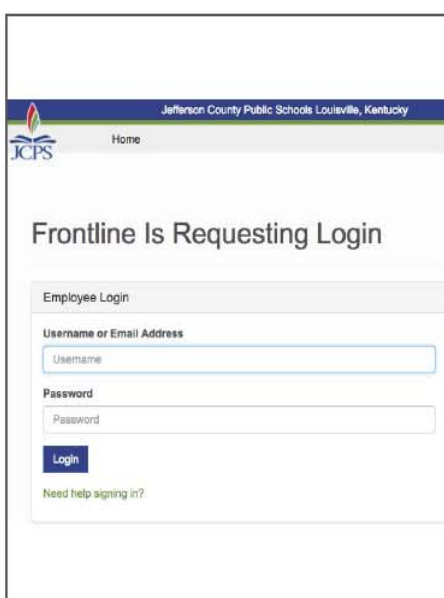 Jefferson County Public Schools Louisville, Kentucky
JCPS
Home
Frontline Is Requesting Login
Employee Login
Username or Email Address
Username
Password
Password
Login
Need help signing in?